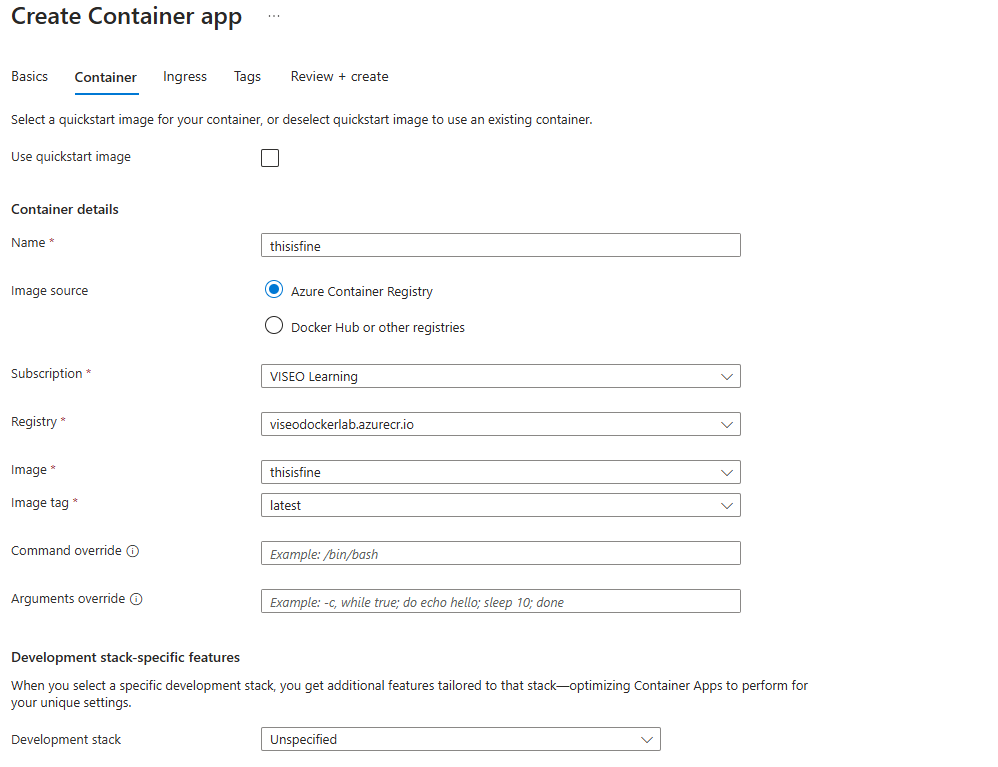 Create Container app ...
Basics Container Ingress Tags Review + create
Select a quickstart image for your container, or deselect quickstart image to use an existing container.
Use quickstart image
Container details
Name * thisisfine
Image source Azure Container Registry
Docker Hub or other registries
Subscription * VISEO Learning
Registry * viseodockerlab.azurecr.io
Image * thisisfine
Image tag * latest
Command override Example: /bin/bash
Arguments override Example: -c, while true; do echo hello; sleep 10; done
Development stack-specific features
When you select a specific development stack, you get additional features tailored to that stack—optimizing Container Apps to perform for
your unique settings.
Development stack Unspecified